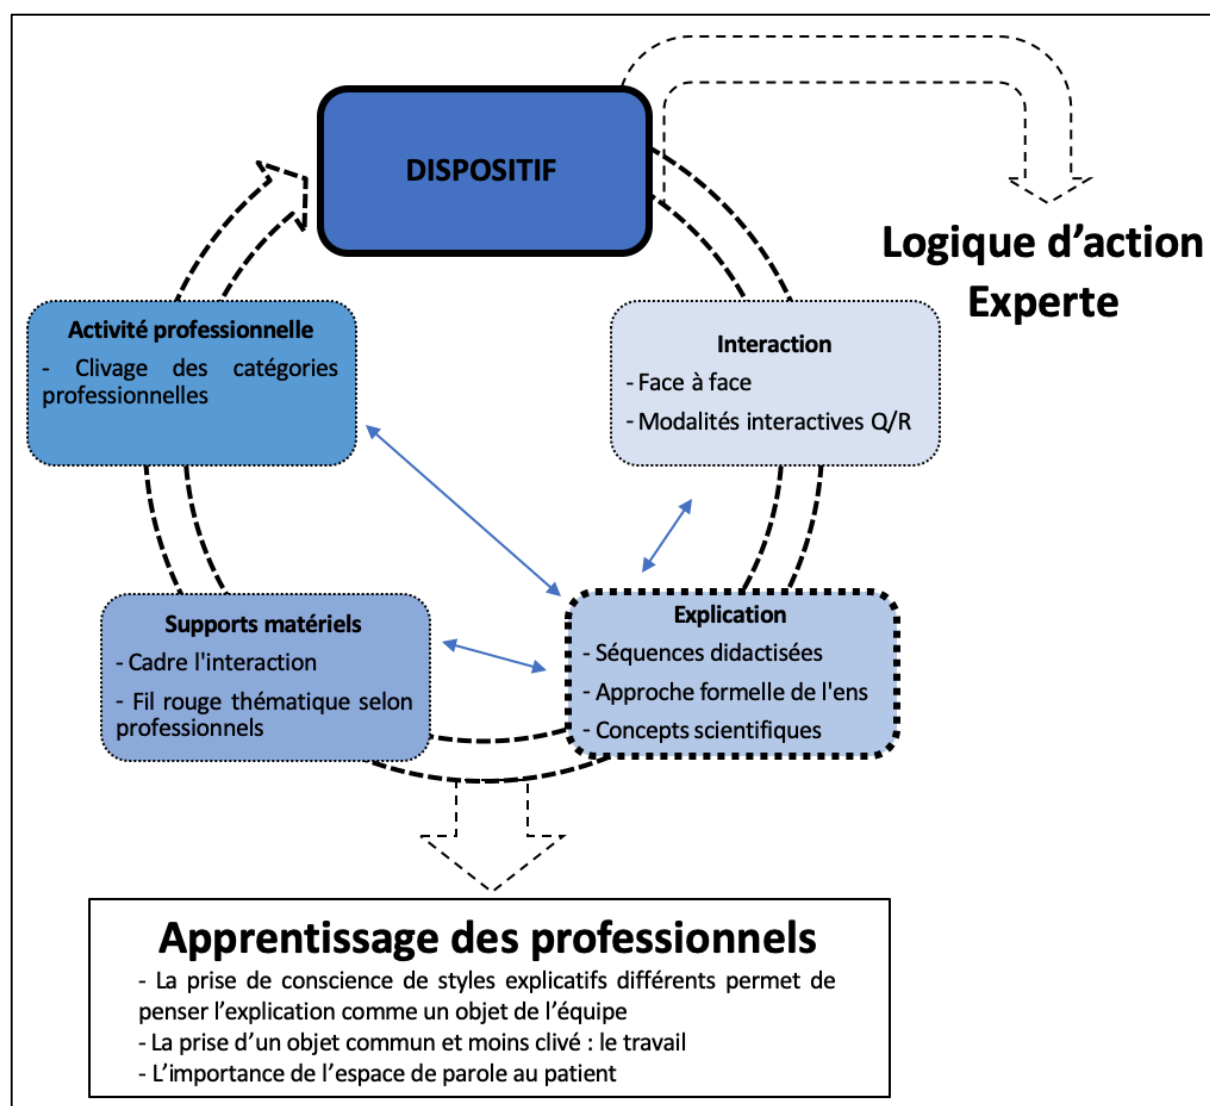 DISPOSITIF
Logique d’action
Experte
Activité professionnelle
- Clivage des catégories
professionnelles
Interaction
- Face à face
- Modalités interactives Q/R
Supports matériels
- Cadre l'interaction
- Fil rouge thématique selon
professionnels
Explication
- Séquences didactisées
- Approche formelle de l'ens
- Concepts scientifiques
Apprentissage des professionnels
- La prise de conscience de styles explicatifs différents permet de
penser l’explication comme un objet de l’équipe
- La prise d’un objet commun et moins clivé : le travail
- L’importance de l’espace de parole au patient